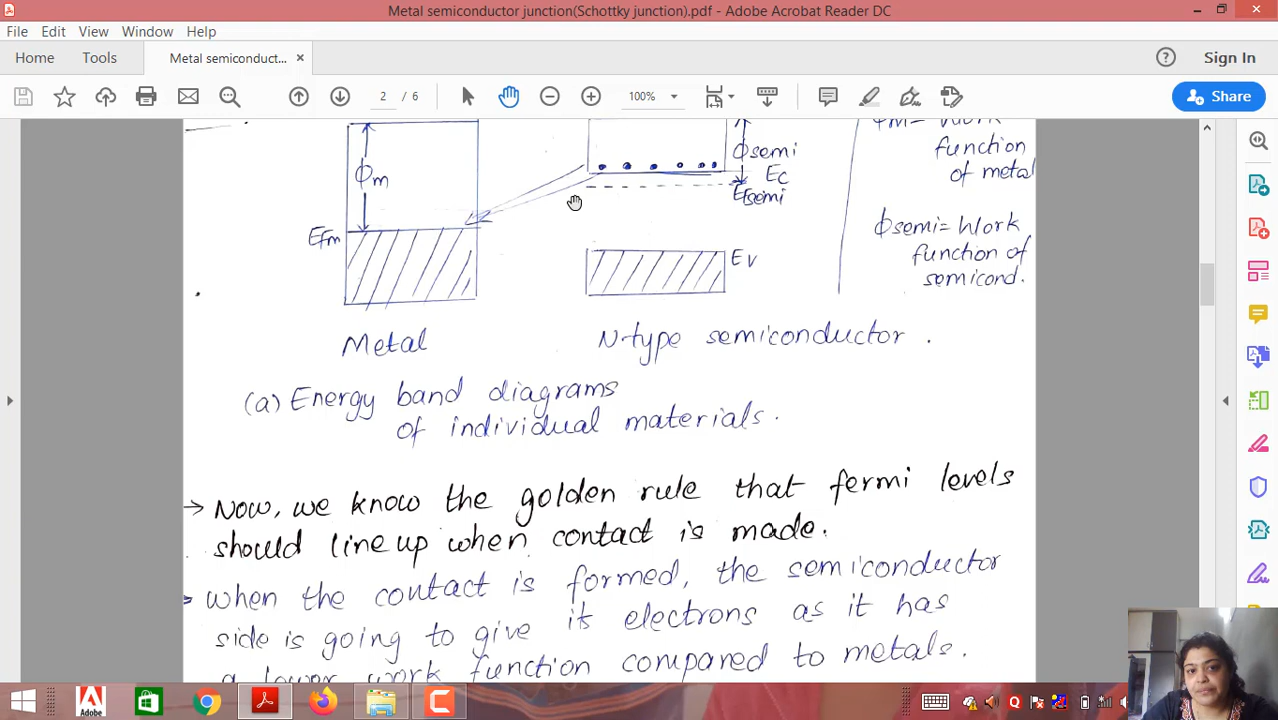 Metal semiconductor junction(Schottky junction).pdf - Adobe Acrobat Reader DC
File Edit View Window Help
Home Tools Metal semiconduct... × Sign In
2 / 6 100% Share
φm = Work
function
of metal
φm
φsemi
Ec
EFsemi
EFm
EV
φsemi = Work
function of
semicond.
Metal
N-type semiconductor .
(a) Energy band diagrams
of individual materials.
→ Now, we know the golden rule that fermi levels
should line up when contact is made.
When the contact is formed, the semiconductor
side is going to give its electrons as it has
a lower work function compared to metals.
Adobe